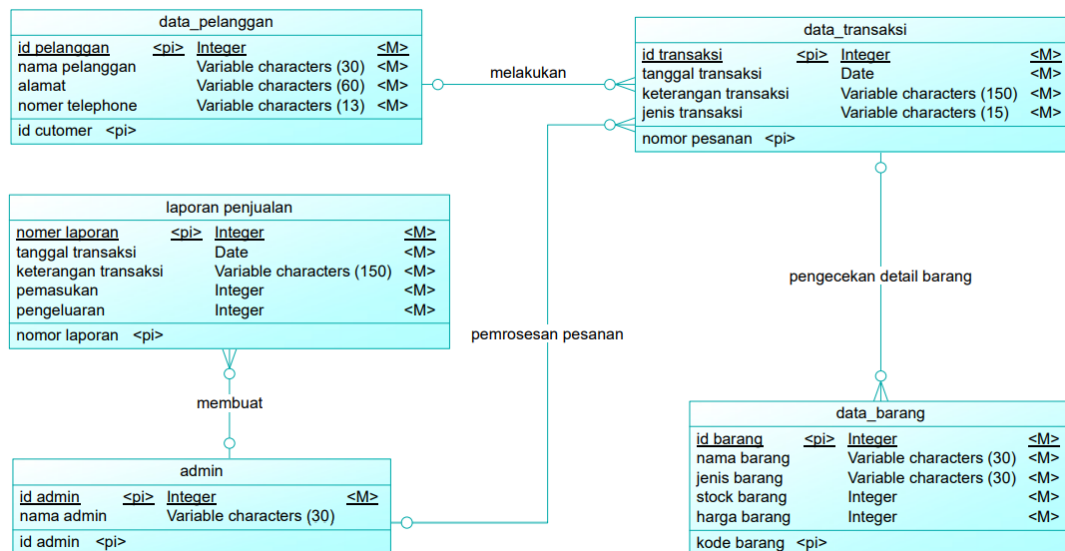 data_pelanggan
id pelanggan <pi> Integer <M>
nama pelanggan Variable characters (30) <M>
alamat Variable characters (60) <M>
nomer telephone Variable characters (13) <M>
id cutomer <pi>
melakukan
data_transaksi
id transaksi <pi> Integer <M>
tanggal transaksi Date <M>
keterangan transaksi Variable characters (150) <M>
jenis transaksi Variable characters (15) <M>
nomor pesanan <pi>
laporan penjualan
nomer laporan <pi> Integer <M>
tanggal transaksi Date <M>
keterangan transaksi Variable characters (150) <M>
pemasukan Integer <M>
pengeluaran Integer <M>
nomor laporan <pi>
pengecekan detail barang
pemrosesan pesanan
membuat
admin
id admin <pi> Integer <M>
nama admin Variable characters (30)
id admin <pi>
data_barang
id barang <pi> Integer <M>
nama barang Variable characters (30) <M>
jenis barang Variable characters (30) <M>
stock barang Integer <M>
harga barang Integer <M>
kode barang <pi>